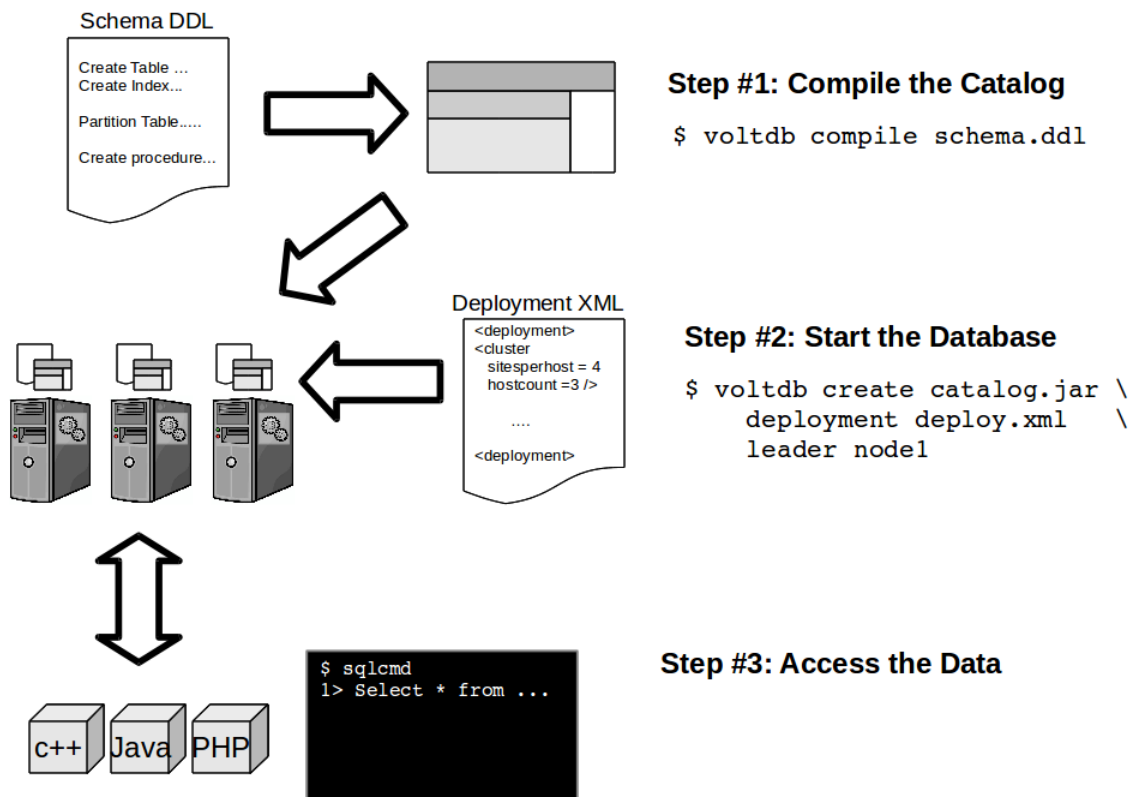 Schema DDL
Create Table ...
Create Index...
Partition Table.....
Create procedure...
Step #1: Compile the Catalog
$ voltdb compile schema.ddl
Deployment XML
<deployment>
<cluster
sitesperhost = 4
hostcount =3 />
....
<deployment>
Step #2: Start the Database
$ voltdb create catalog.jar \
deployment deploy.xml \
leader node1
$ sqlcmd
1> Select * from ...
Step #3: Access the Data
c++ Java PHP